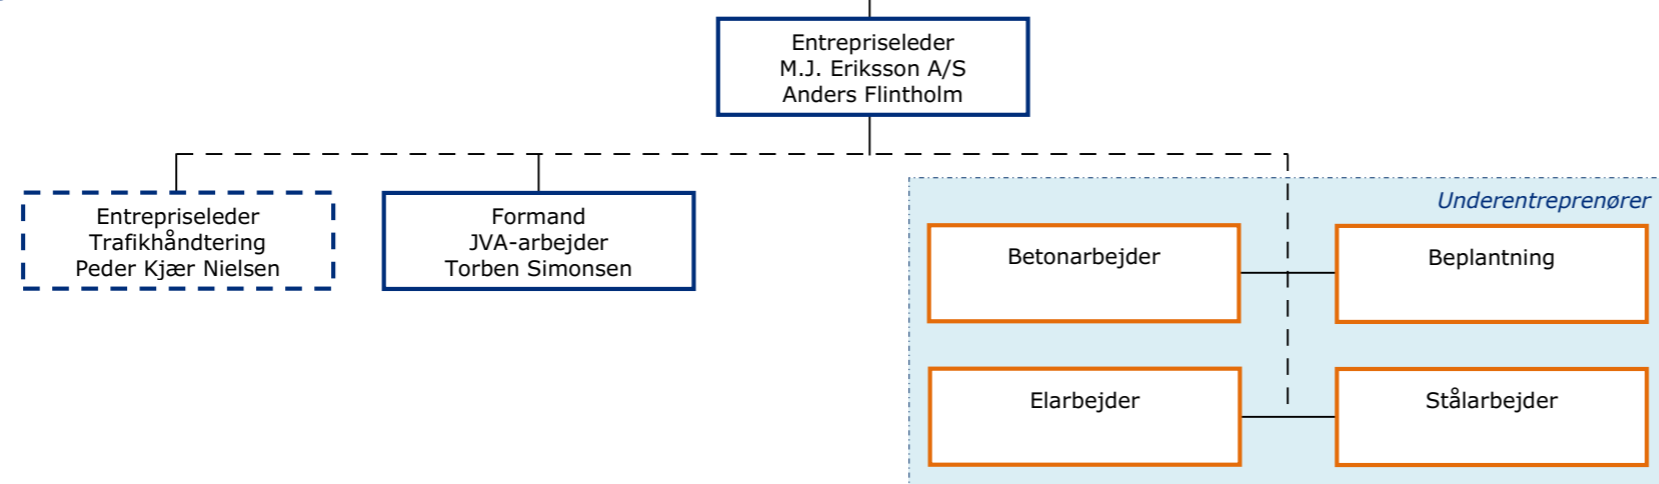 Entrepriseleder
M.J. Eriksson A/S
Anders Flintholm
Entrepriseleder
Trafikhåndtering
Peder Kjær Nielsen
Formand
JVA-arbejder
Torben Simonsen
Underentreprenører
Betonarbejder
Beplantning
Elarbejder
Stålarbejder